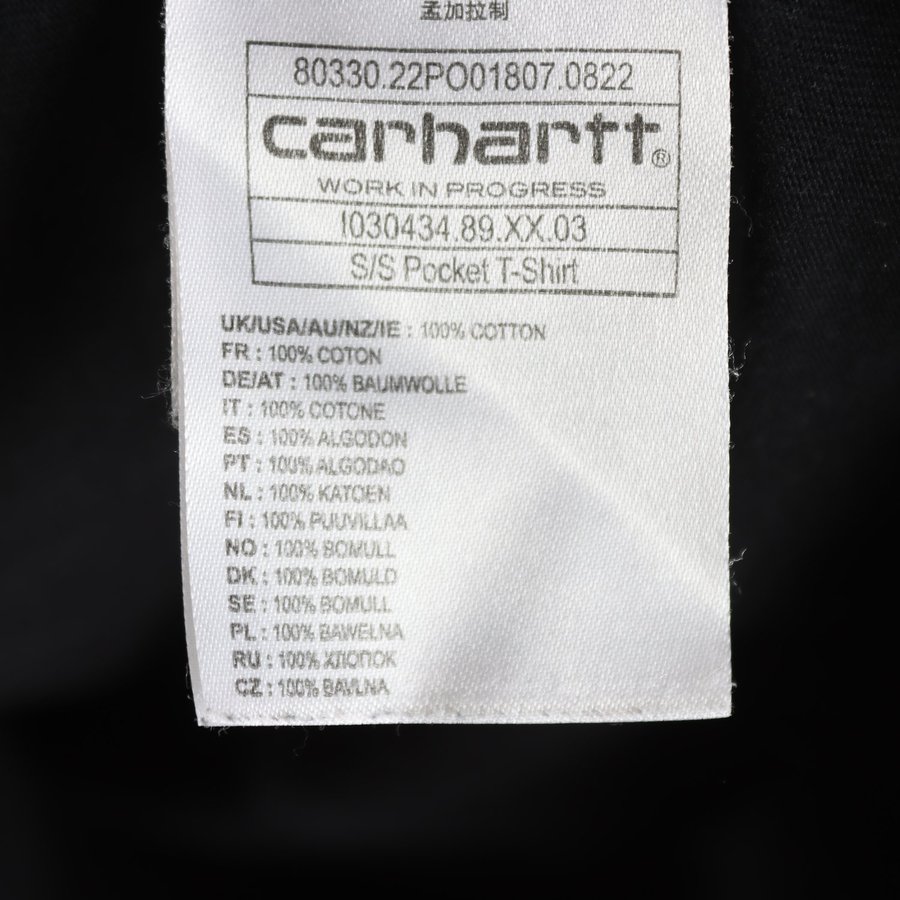 孟加拉制
80330.22PO01807.0822
carhartt®
WORK IN PROGRESS
I030434.89.XX.03
S/S Pocket T-Shirt
UK/USA/AU/NZ/IE : 100% COTTON
FR : 100% COTON
DE/AT : 100% BAUMWOLLE
IT : 100% COTONE
ES : 100% ALGODON
PT : 100% ALGODAO
NL : 100% KATOEN
FI : 100% PUUVILLAA
NO : 100% BOMULL
DK : 100% BOMULD
SE : 100% BOMULL
PL : 100% BAWEŁNA
RU : 100% ХЛОПОК
CZ : 100% BAVLNA